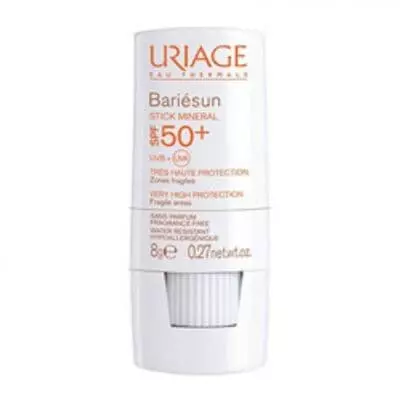 URIAGE
EAU THERMALE
Bariésun
STICK MINERAL
SPF 50+
UVB + UVA
TRÈS HAUTE PROTECTION
Zones fragiles
VERY HIGH PROTECTION
Fragile areas
SANS PARFUM
FRAGRANCE FREE
WATER RESISTANT
HYPOALLERGÉNIQUE
8g℮ 0.27net wt.oz.